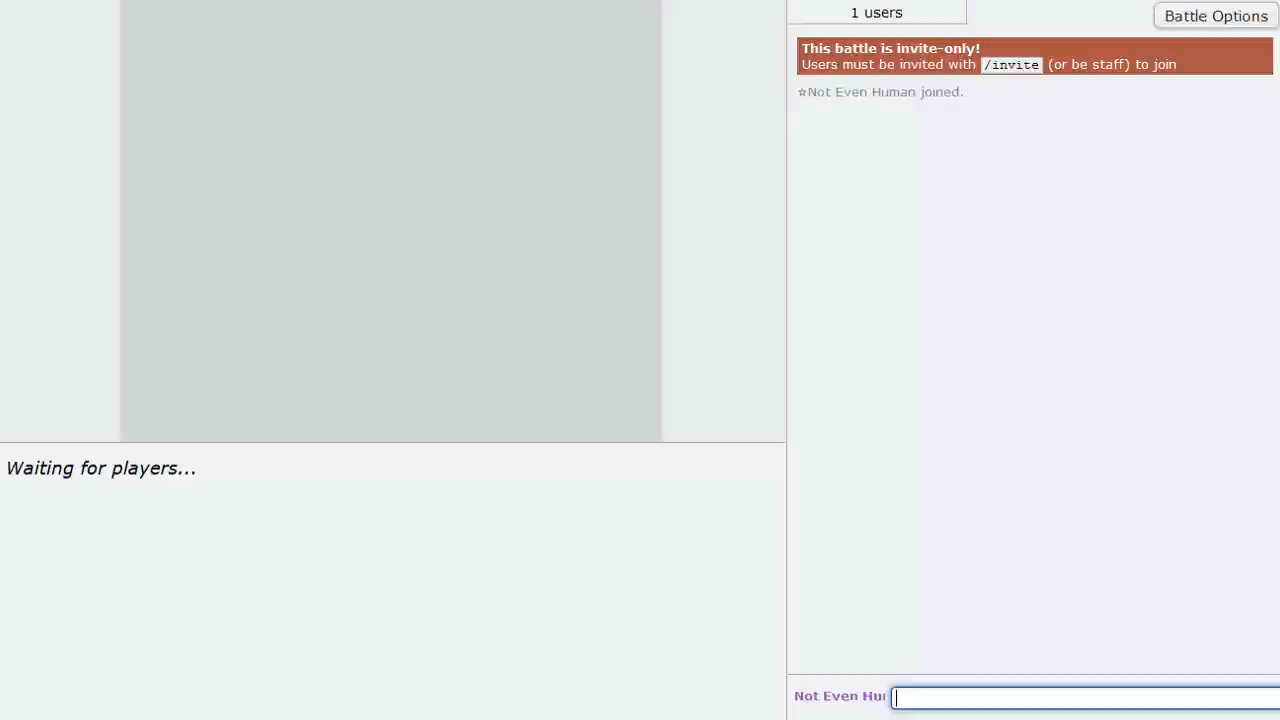 1 users
Battle Options
This battle is invite-only!
Users must be invited with /invite (or be staff) to join
☆Not Even Human joined.
Waiting for players...
Not Even Hu